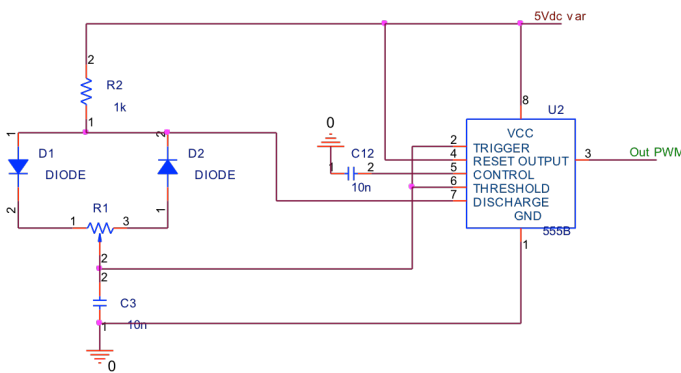 5Vdc var
2
R2
1k
1
8
U2
0
1
2
D1
DIODE
D2
DIODE
C12
1
2
10n
2
4
5
6
7
VCC
TRIGGER
RESET OUTPUT
CONTROL
THRESHOLD
DISCHARGE
GND
555B
3
Out PWM
2
1
R1
1
3
2
2
C3
1
10n
1
0